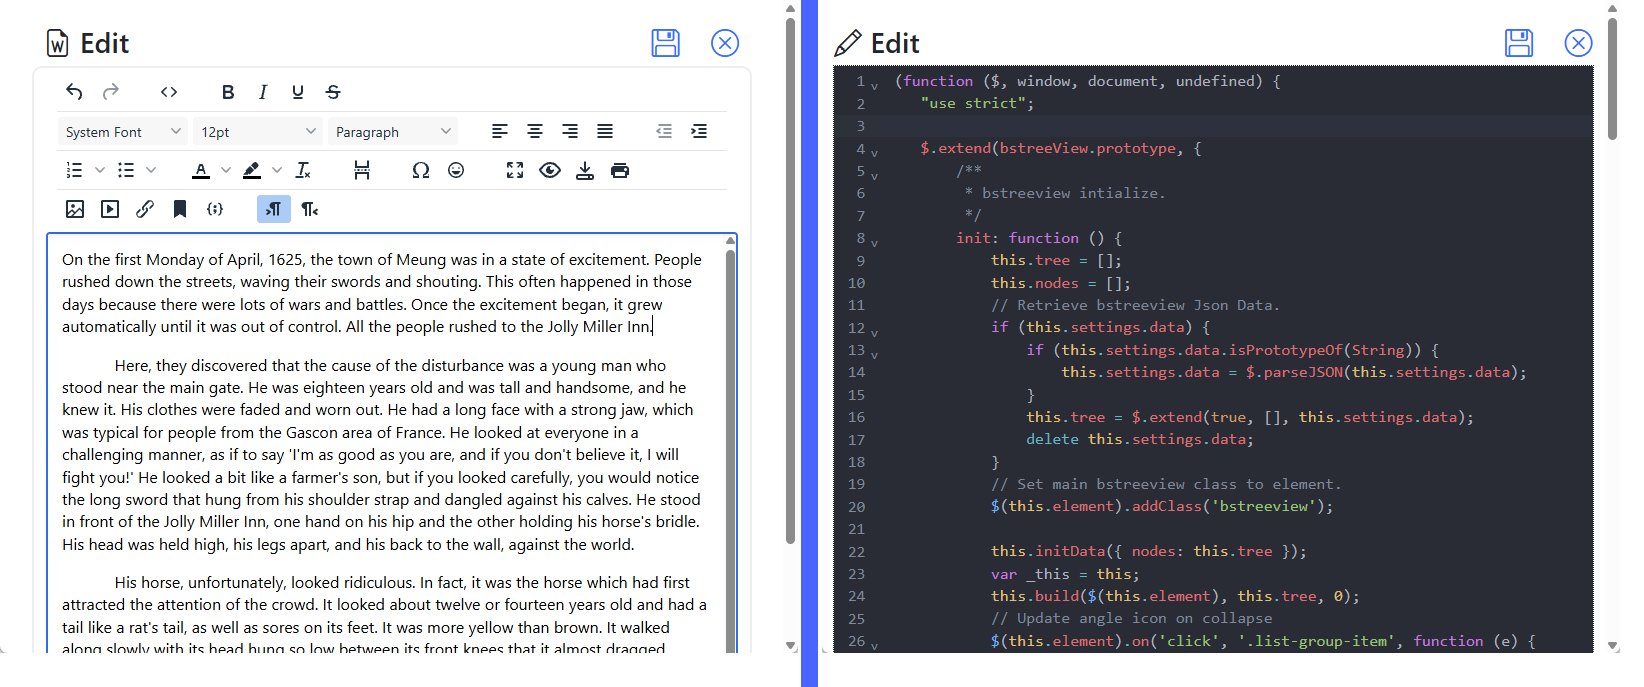 Edit
System Font 12pt Paragraph
On the first Monday of April, 1625, the town of Meung was in a state of excitement. People
rushed down the streets, waving their swords and shouting. This often happened in those
days because there were lots of wars and battles. Once the excitement began, it grew
automatically until it was out of control. All the people rushed to the Jolly Miller Inn.
Here, they discovered that the cause of the disturbance was a young man who
stood near the main gate. He was eighteen years old and was tall and handsome, and he
knew it. His clothes were faded and worn out. He had a long face with a strong jaw, which
was typical for people from the Gascon area of France. He looked at everyone in a
challenging manner, as if to say 'I'm as good as you are, and if you don't believe it, I will
fight you!' He looked a bit like a farmer's son, but if you looked carefully, you would notice
the long sword that hung from his shoulder strap and dangled against his calves. He stood
in front of the Jolly Miller Inn, one hand on his hip and the other holding his horse's bridle.
His head was held high, his legs apart, and his back to the wall, against the world.
His horse, unfortunately, looked ridiculous. In fact, it was the horse which had first
attracted the attention of the crowd. It looked about twelve or fourteen years old and had a
tail like a rat's tail, as well as sores on its feet. It was more yellow than brown. It walked
along slowly with its head hung so low between its front knees that it almost dragged
Edit
1 (function ($, window, document, undefined) {
2 "use strict";
3
4 $.extend(bstreeView.prototype, {
5 /**
6 * bstreeview intialize.
7 */
8 init: function () {
9 this.tree = [];
10 this.nodes = [];
11 // Retrieve bstreeview Json Data.
12 if (this.settings.data) {
13 if (this.settings.data.isPrototypeOf(String)) {
14 this.settings.data = $.parseJSON(this.settings.data);
15 }
16 this.tree = $.extend(true, [], this.settings.data);
17 delete this.settings.data;
18 }
19 // Set main bstreeview class to element.
20 $(this.element).addClass('bstreeview');
21
22 this.initData({ nodes: this.tree });
23 var _this = this;
24 this.build($(this.element), this.tree, 0);
25 // Update angle icon on collapse
26 $(this.element).on('click', '.list-group-item', function (e) {